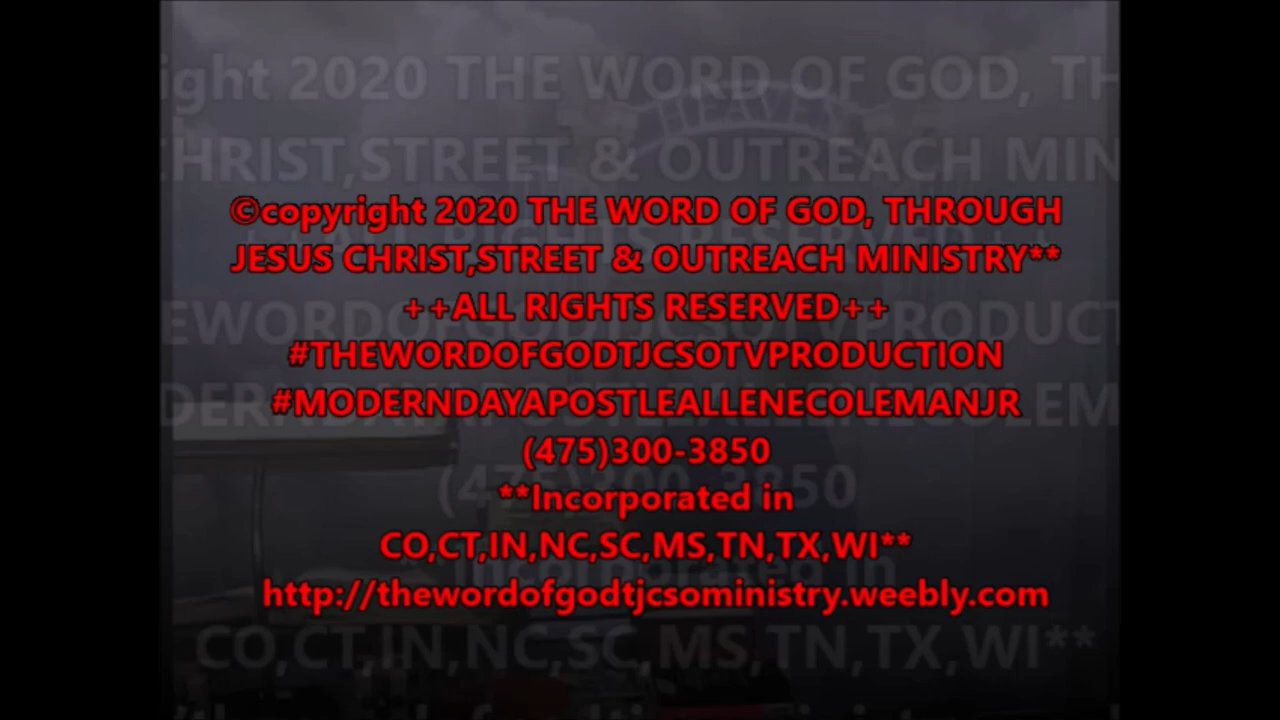 ©copyright 2020 THE WORD OF GOD, THROUGH
JESUS CHRIST,STREET & OUTREACH MINISTRY**
++ALL RIGHTS RESERVED++
#THEWORDOFGODTJCSOTVPRODUCTION
#MODERNDAYAPOSTLEALLENECOLEMANJR
(475)300-3850
**Incorporated in
CO,CT,IN,NC,SC,MS,TN,TX,WI**
http://thewordofgodtjcsoministry.weebly.com
HEAVEN